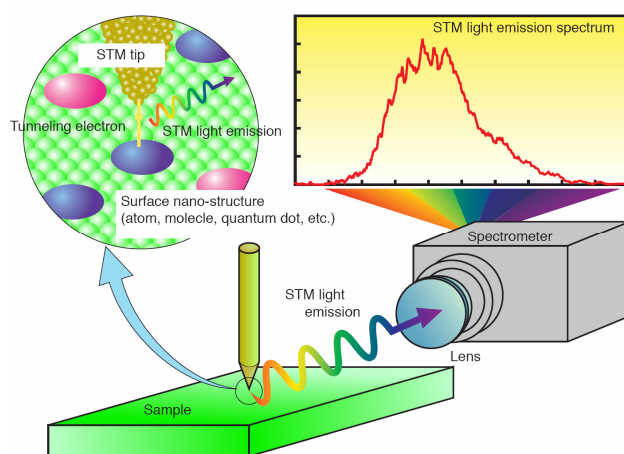 STM light emission spectrum
STM tip
Tunneling electron
STM light emission
Surface nano-structure
(atom, molecle, quantum dot, etc.)
Spectrometer
STM light
emission
Lens
Sample